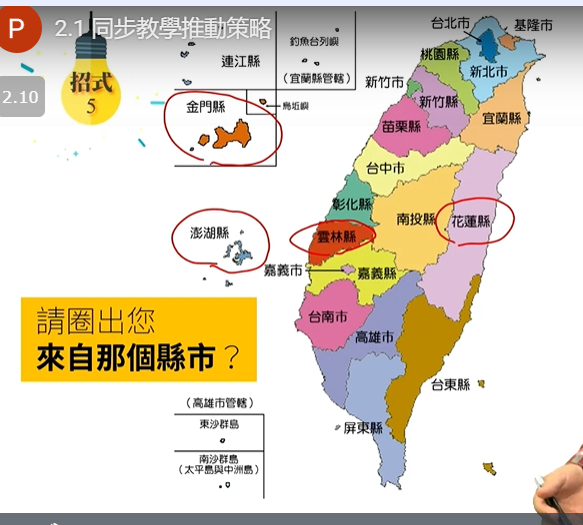 P
2.1 同步教學推動策略
2.10
招式
5
連江縣
釣魚台列嶼
(宜蘭縣管轄)
金門縣
烏坵嶼
台北市
基隆市
桃園縣
新北市
新竹市
新竹縣
宜蘭縣
苗栗縣
台中市
彰化縣
南投縣
花蓮縣
澎湖縣
雲林縣
嘉義市
嘉義縣
請圈出您
來自那個縣市？
台南市
高雄市
台東縣
屏東縣
(高雄市管轄)
東沙群島
南沙群島
(太平島與中洲島)